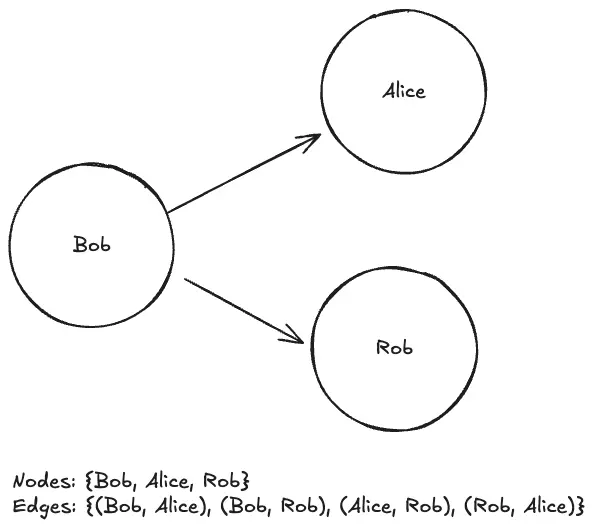 Alice
Bob
Rob
Nodes: {Bob, Alice, Rob}
Edges: {(Bob, Alice), (Bob, Rob), (Alice, Rob), (Rob, Alice)}